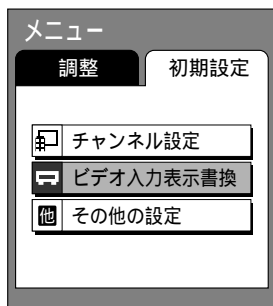 メニュー
調整 初期設定
チャンネル設定
ビデオ入力表示書換
他 その他の設定